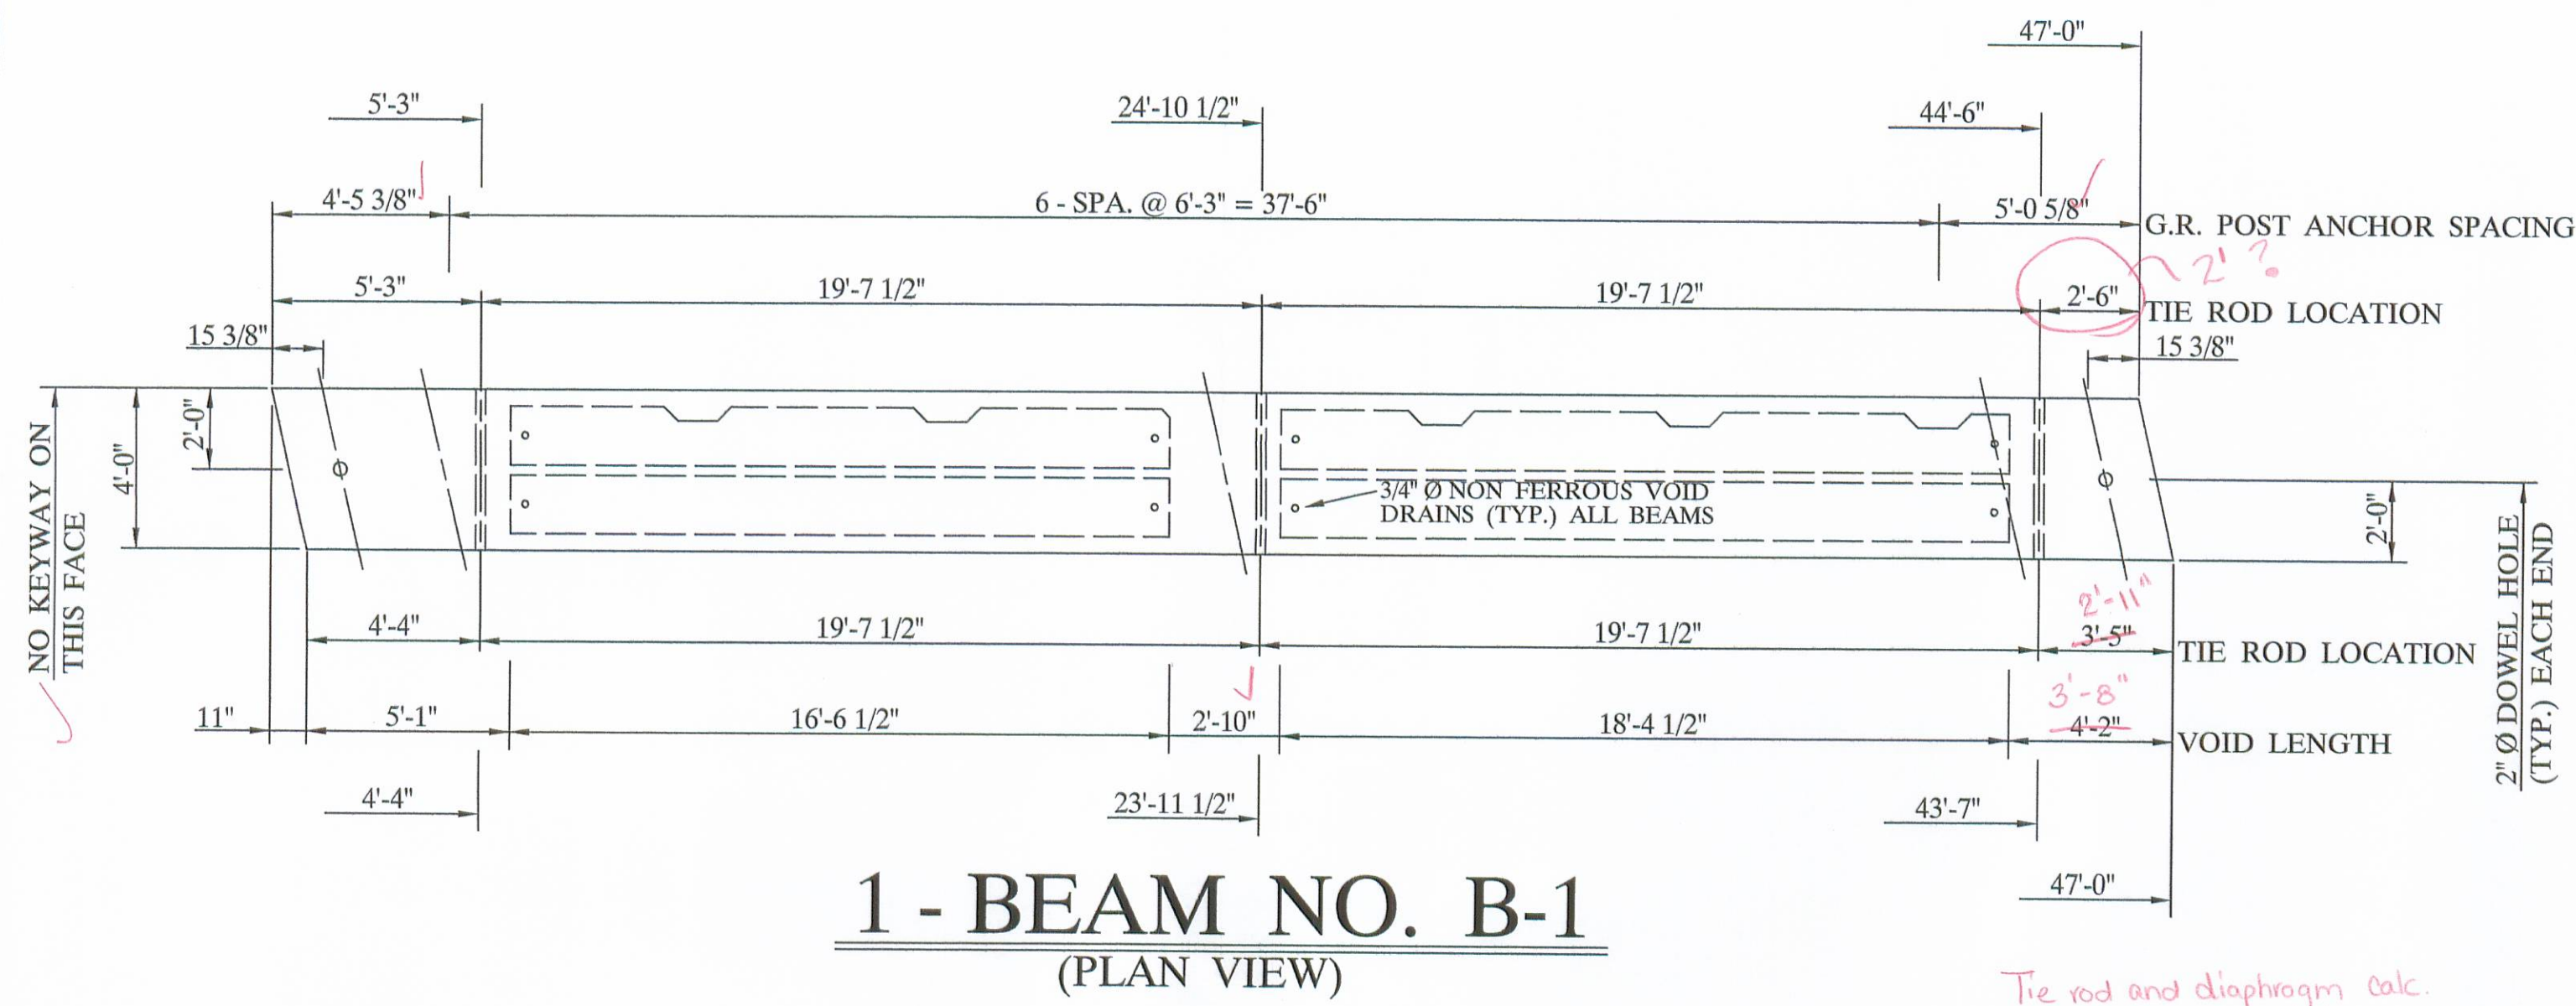 47'-0"
5'-3"
24'-10 1/2"
44'-6"
4'-5 3/8"
6 - SPA. @ 6'-3" = 37'-6"
5'-0 5/8"
G.R. POST ANCHOR SPACING
2'?
5'-3"
19'-7 1/2"
19'-7 1/2"
2'-6"
TIE ROD LOCATION
15 3/8"
15 3/8"
NO KEYWAY ON
THIS FACE
4'-0"
2'-0"
3/4" Ø NON FERROUS VOID
DRAINS (TYP.) ALL BEAMS
2'-0"
2" Ø DOWEL HOLE
(TYP.) EACH END
2'-11"
4'-4"
19'-7 1/2"
19'-7 1/2"
3'-5"
TIE ROD LOCATION
3'-8"
11"
5'-1"
16'-6 1/2"
2'-10"
18'-4 1/2"
4'-2"
VOID LENGTH
4'-4"
23'-11 1/2"
43'-7"
47'-0"
1 - BEAM NO. B-1
(PLAN VIEW)
Tie rod and diaphragm calc.